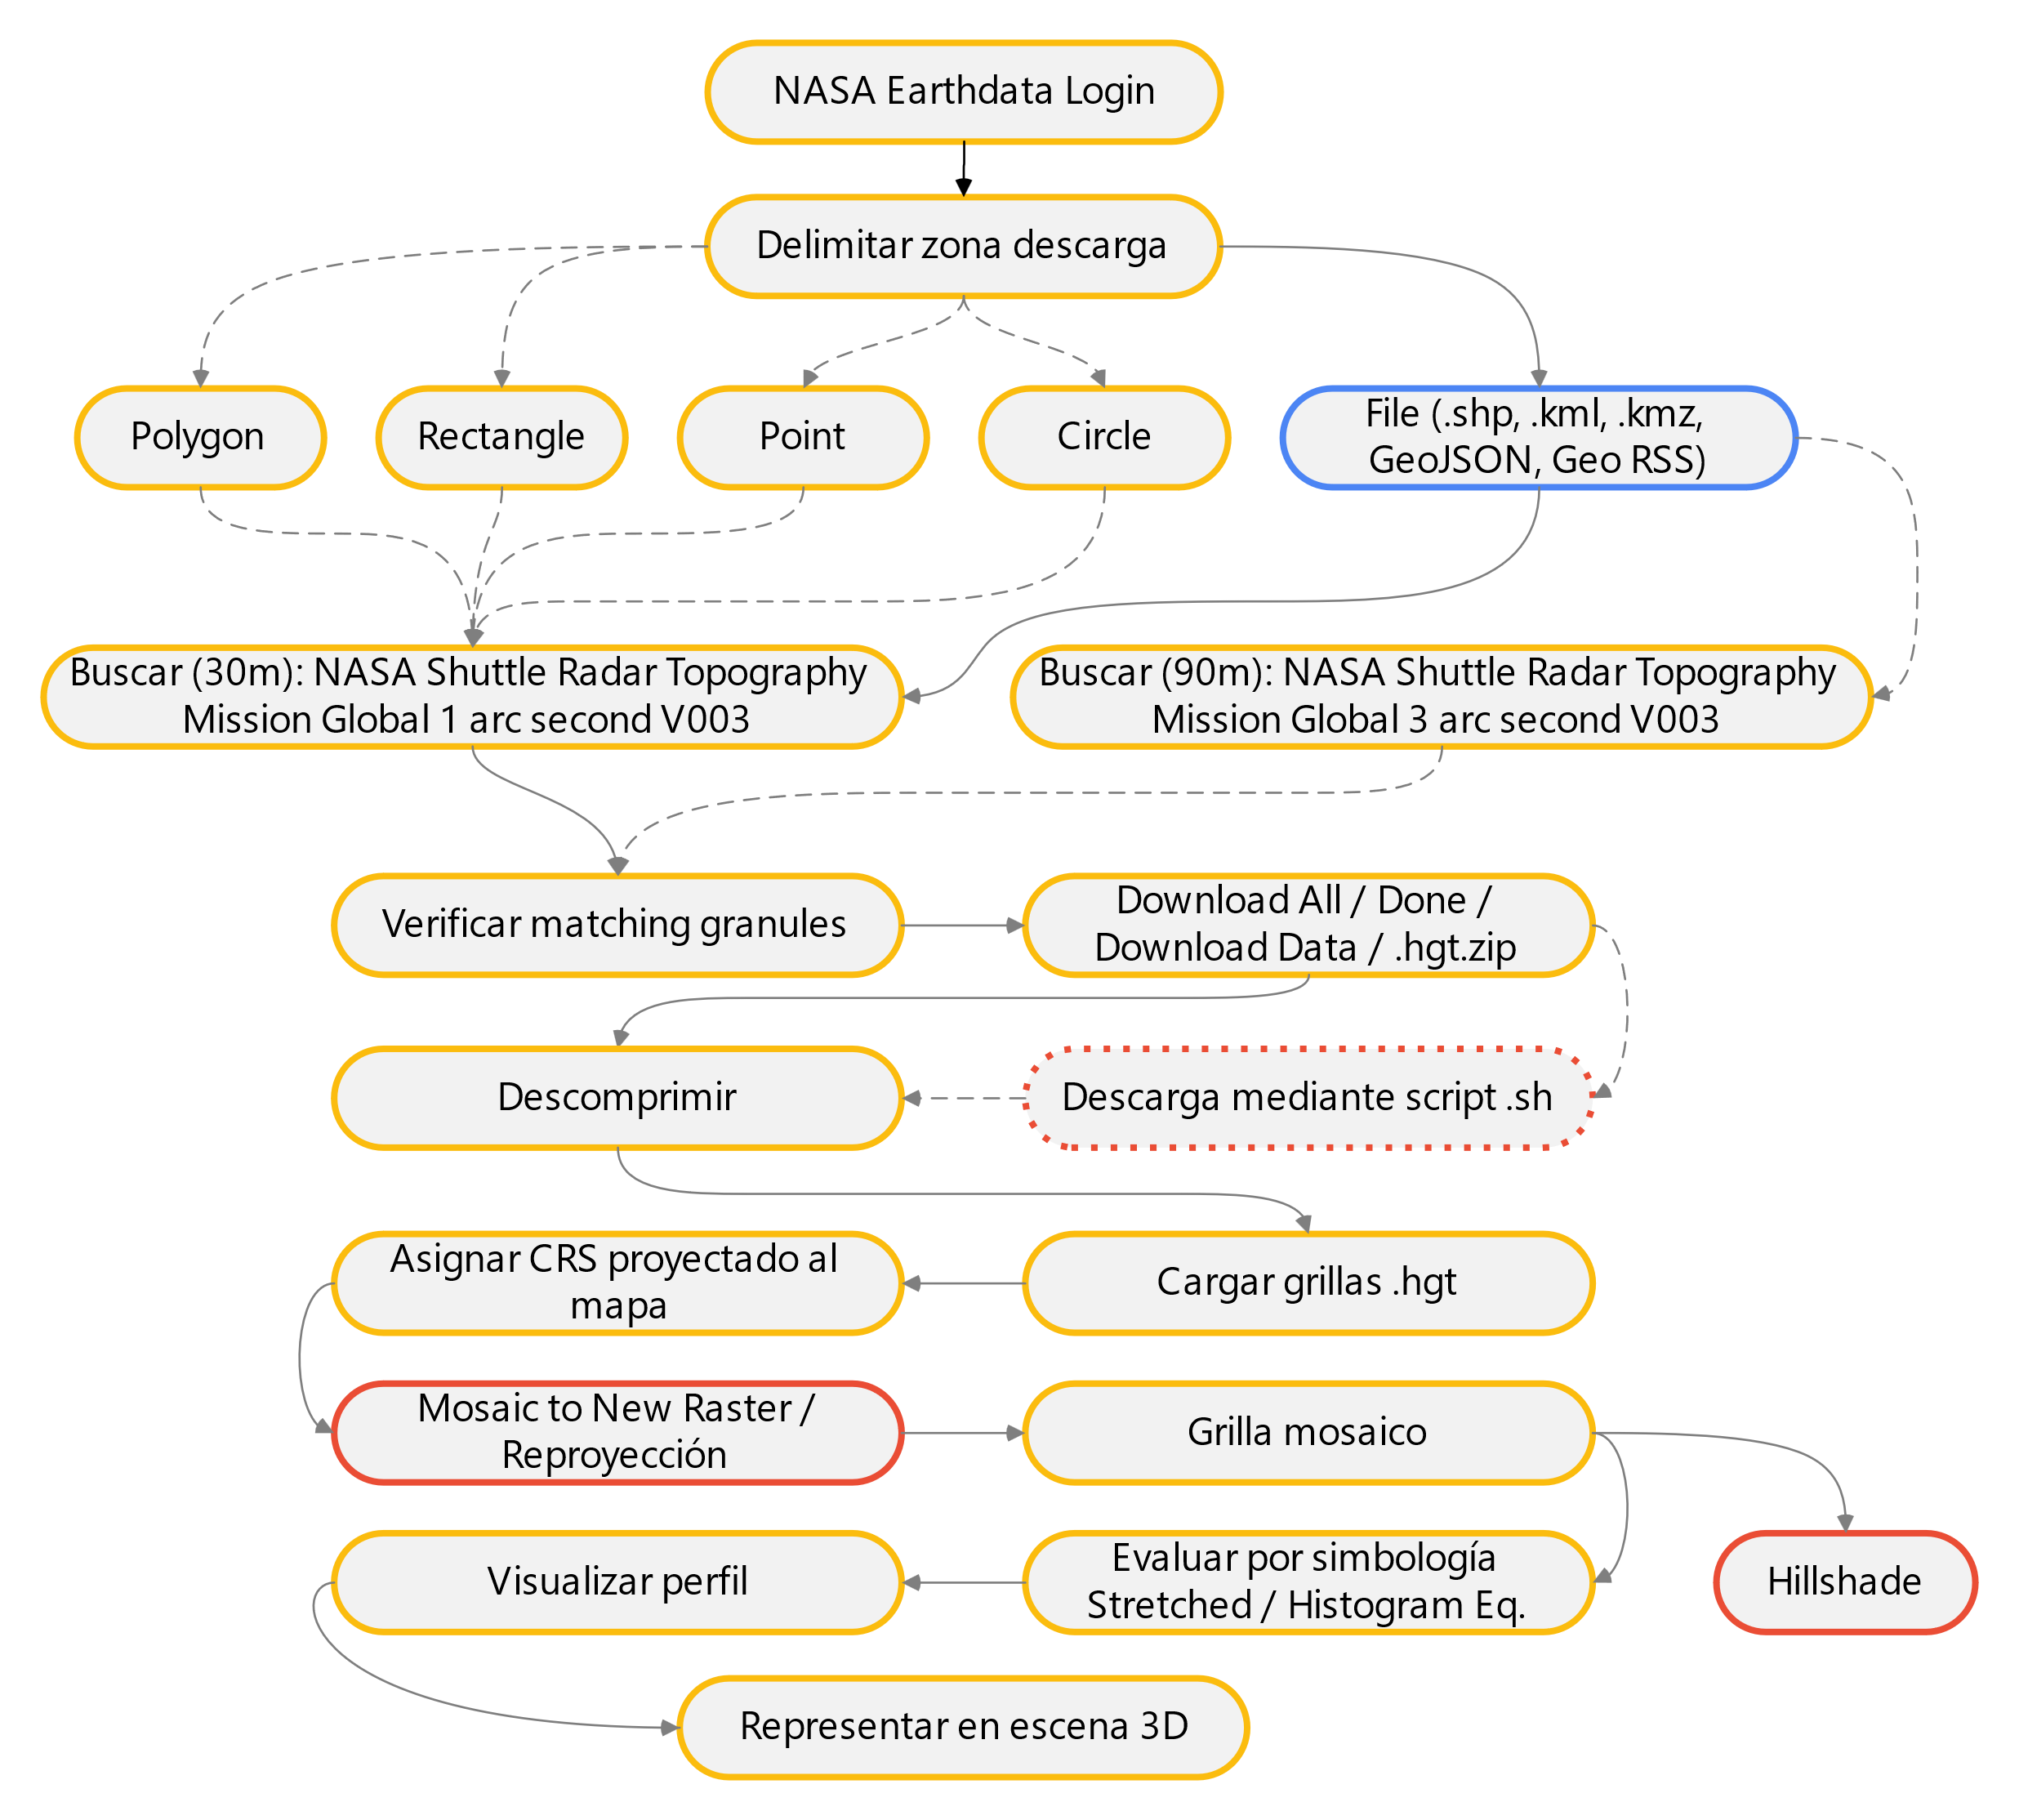 NASA Earthdata Login
Delimitar zona descarga
Polygon
Rectangle
Point
Circle
File (.shp, .kml, .kmz,
GeoJSON, Geo RSS)
Buscar (30m): NASA Shuttle Radar Topography
Mission Global 1 arc second V003
Buscar (90m): NASA Shuttle Radar Topography
Mission Global 3 arc second V003
Verificar matching granules
Download All / Done /
Download Data / .hgt.zip
Descomprimir
Descarga mediante script .sh
Asignar CRS proyectado al
mapa
Cargar grillas .hgt
Mosaic to New Raster /
Reproyección
Grilla mosaico
Visualizar perfil
Evaluar por simbología
Stretched / Histogram Eq.
Hillshade
Representar en escena 3D